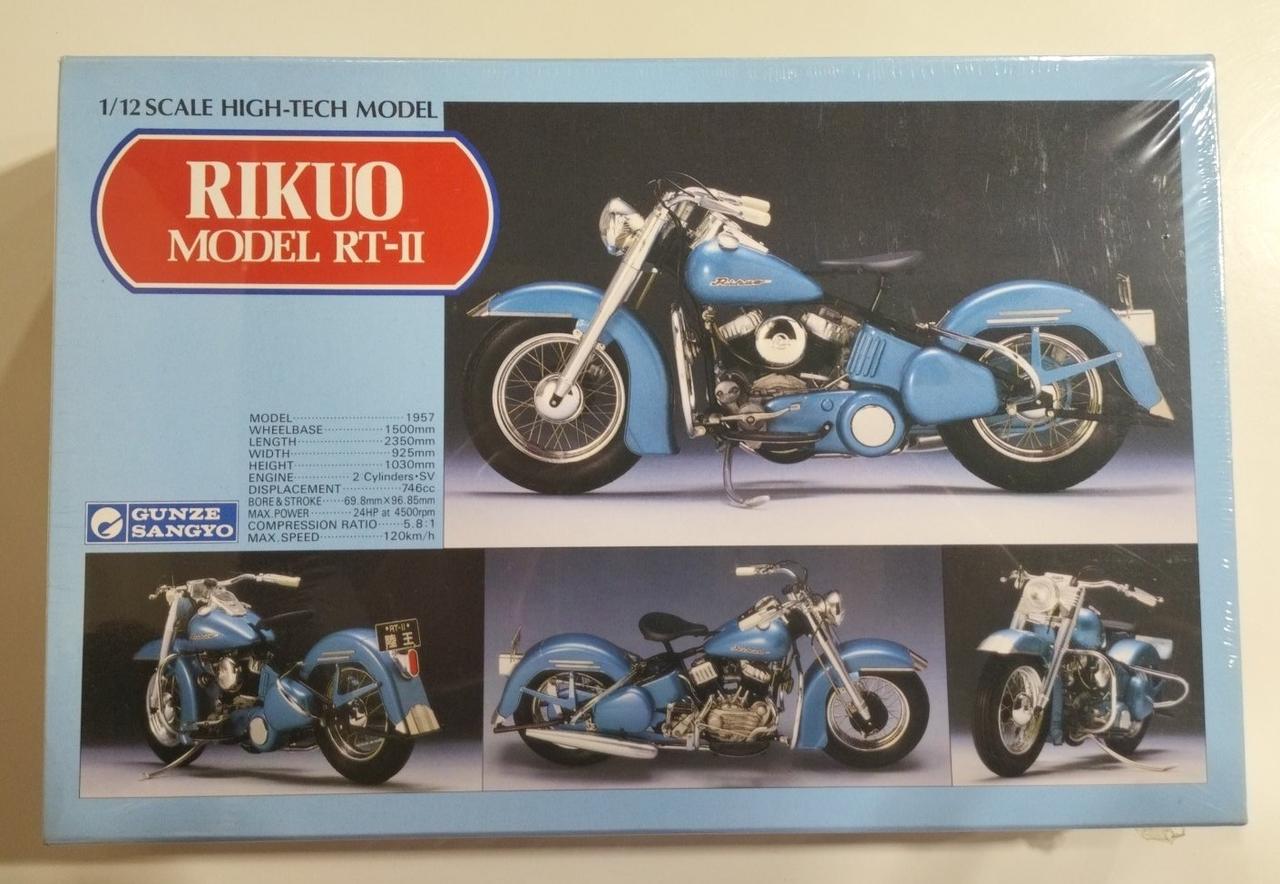 1/12 SCALE HIGH-TECH MODEL
RIKUO
MODEL RT-II
MODEL 1957
WHEELBASE 1500mm
LENGTH 2350mm
WIDTH 925mm
HEIGHT 1030mm
ENGINE 2 Cylinders•SV
DISPLACEMENT 746cc
BORE & STROKE 69.8mm×96.85mm
MAX. POWER 24HP at 4500rpm
COMPRESSION RATIO 5.8:1
MAX. SPEED 120km/h
GUNZE
SANGYO
Rikuo
•RT-II•
陸王